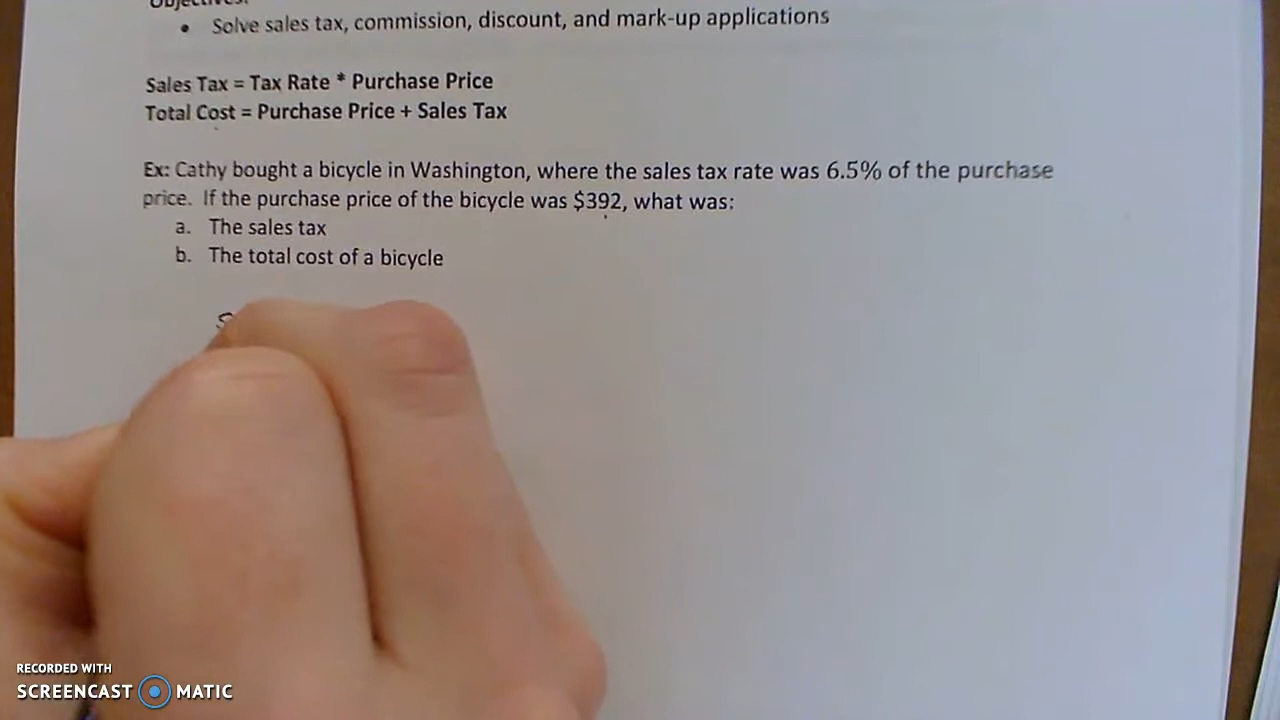 Objectives:
• Solve sales tax, commission, discount, and mark-up applications
Sales Tax = Tax Rate * Purchase Price
Total Cost = Purchase Price + Sales Tax
Ex: Cathy bought a bicycle in Washington, where the sales tax rate was 6.5% of the purchase
price. If the purchase price of the bicycle was $392, what was:
a. The sales tax
b. The total cost of a bicycle
S
RECORDED WITH
SCREENCAST MATIC